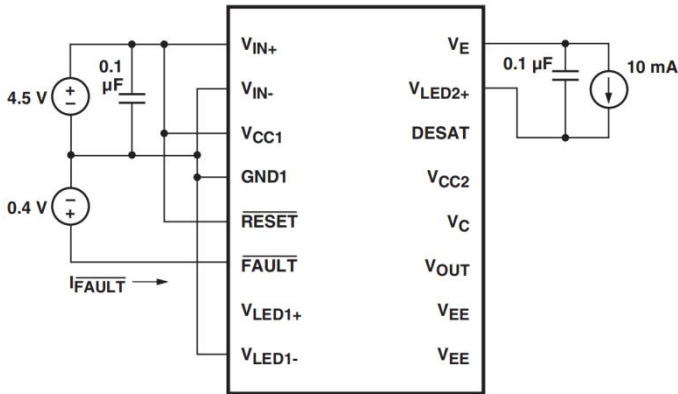 4.5 V
0.1
µF
0.4 V
IFAULT
VIN+
VIN-
VCC1
GND1
RESET
FAULT
VLED1+
VLED1-
VE
VLED2+
DESAT
VCC2
VC
VOUT
VEE
VEE
0.1 µF
10 mA